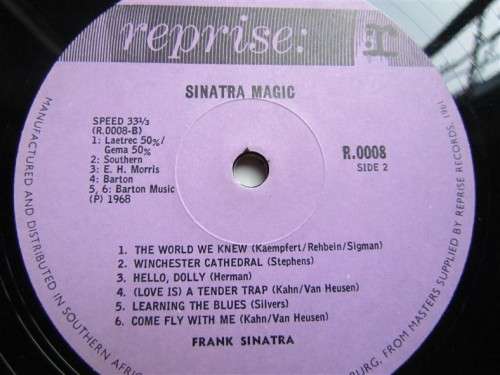 reprise:
SINATRA MAGIC
SPEED 33⅓
(R.0008-B)
1: Laetrec 50%/
Gema 50%
2: Southern
3: E. H. Morris
4: Barton
5, 6: Barton Music
(P) 1968
R.0008
SIDE 2
1. THE WORLD WE KNEW (Kaempfert/Rehbein/Sigman)
2. WINCHESTER CATHEDRAL (Stephens)
3. HELLO, DOLLY (Herman)
4. (LOVE IS) A TENDER TRAP (Kahn/Van Heusen)
5. LEARNING THE BLUES (Silvers)
6. COME FLY WITH ME (Kahn/Van Heusen)
FRANK SINATRA
MANUFACTURED AND DISTRIBUTED IN SOUTHERN
FROM MASTERS SUPPLIED BY REPRISE RECORDS,